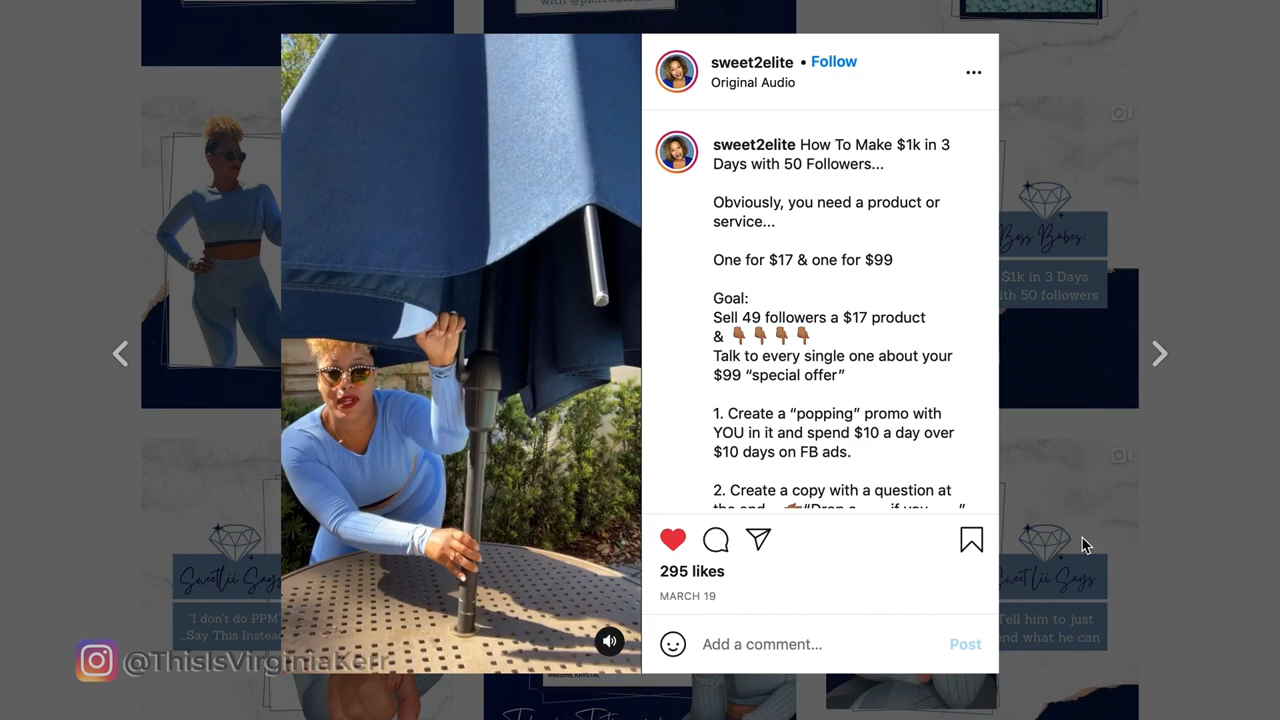 sweet2elite • Follow
Original Audio
sweet2elite How To Make $1k in 3
Days with 50 Followers...
Obviously, you need a product or
service...
One for $17 & one for $99
Goal:
Sell 49 followers a $17 product
& 👇🏾👇🏾👇🏾👇🏾
Talk to every single one about your
$99 “special offer”
1. Create a “popping” promo with
YOU in it and spend $10 a day over
$10 days on FB ads.
2. Create a copy with a question at
295 likes
MARCH 19
Add a comment...
Post
Boss Babes:
$1k in 3 Days
ith 50 followers
Sweetlii Says
"I don't do PPM
Say This Instea
weet Lii Says
Tell him to just
end what he can
@ThisIsVirginiaKerr